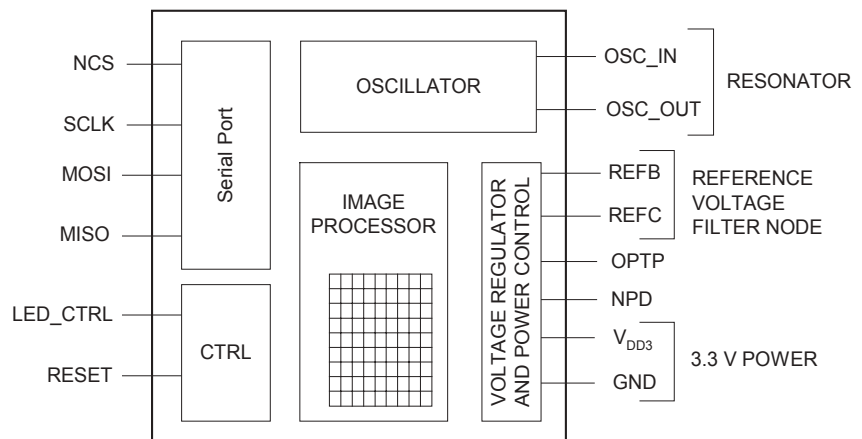 NCS
SCLK
MOSI
MISO
LED_CTRL
RESET
Serial Port
CTRL
OSCILLATOR
IMAGE
PROCESSOR
VOLTAGE REGULATOR
AND POWER CONTROL
OSC_IN
OSC_OUT
RESONATOR
REFB
REFC
REFERENCE
VOLTAGE
FILTER NODE
OPTP
NPD
VDD3
GND
3.3 V POWER